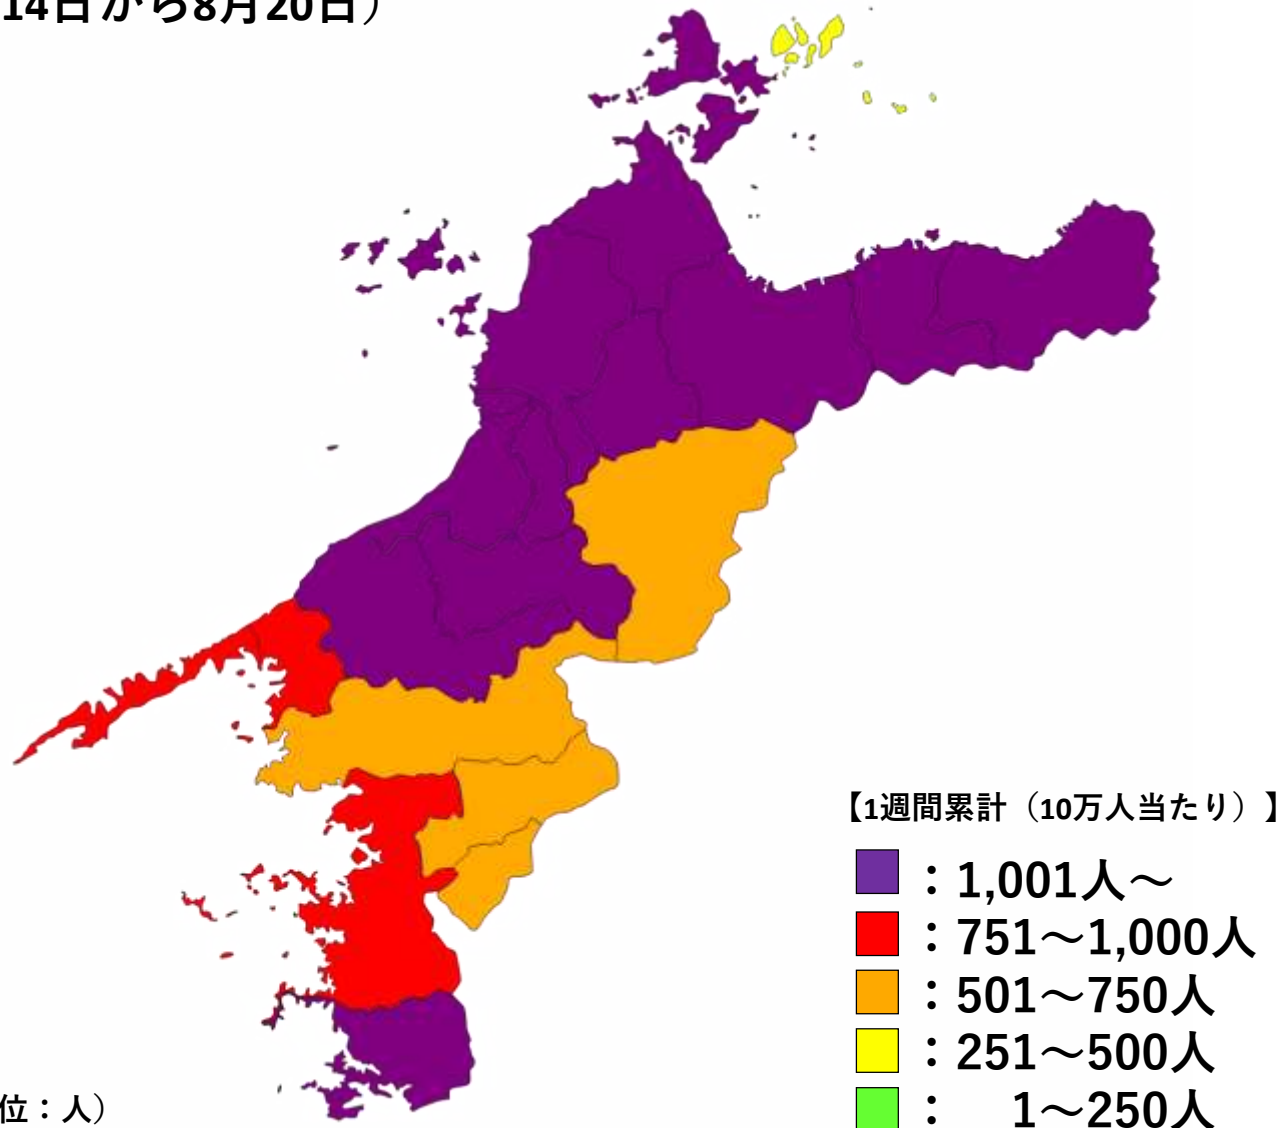 14日から8月20日）
【1週間累計（10万人当たり）】
：1,001人～
：751～1,000人
：501～750人
：251～500人
：　1～250人
位：人）